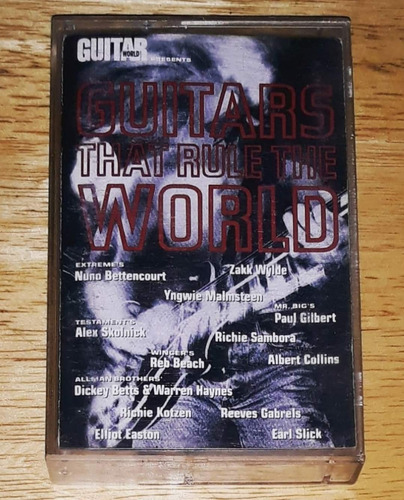 GUITAR
WORLD
PRESENTS
GUITARS
THAT RULE THE
WORLD
EXTREME'S
Nuno Bettencourt
Zakk Wylde
Yngwie Malmsteen
MR. BIG'S
Paul Gilbert
TESTAMENT'S
Alex Skolnick
Richie Sambora
WINGER'S
Reb Beach
Albert Collins
ALLMAN BROTHERS'
Dickey Betts & Warren Haynes
Richie Kotzen
Reeves Gabrels
Elliot Easton
Earl Slick